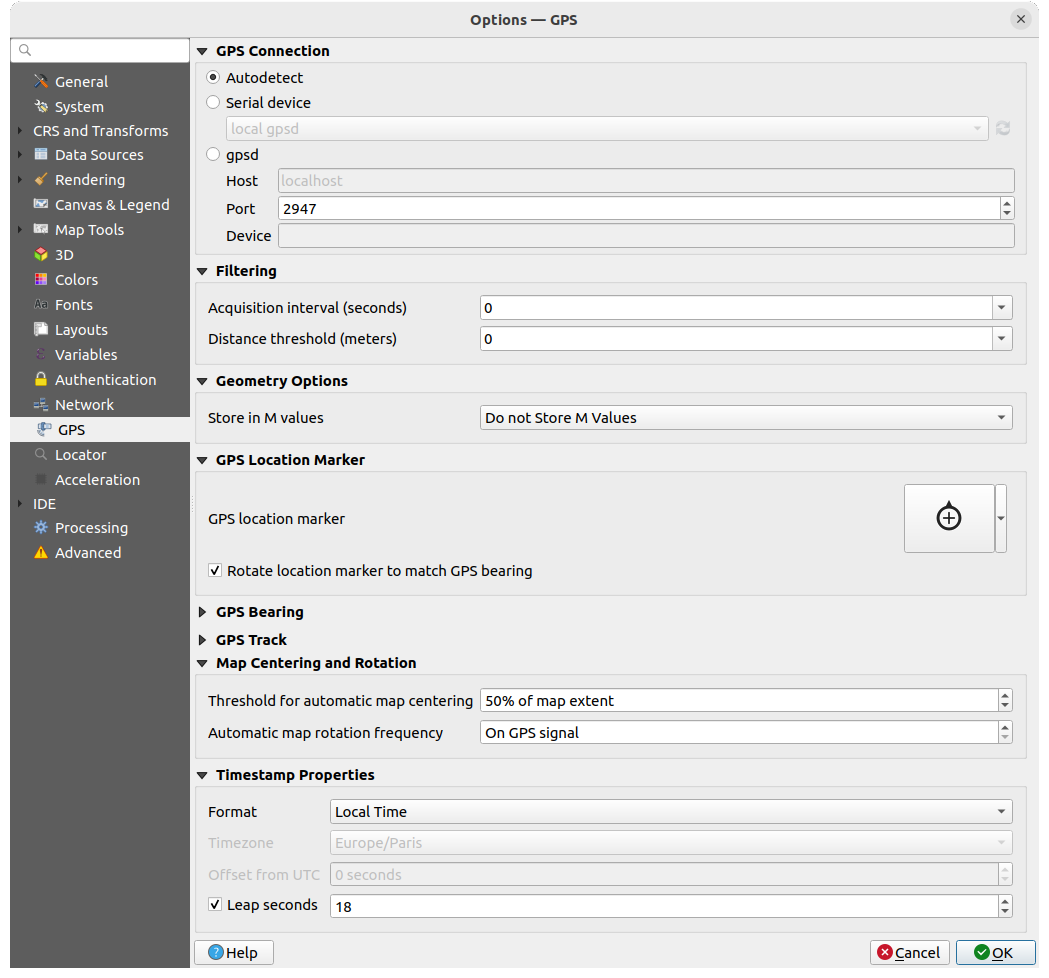 Options — GPS
General
System
CRS and Transforms
Data Sources
Rendering
Canvas & Legend
Map Tools
3D
Colors
Aa Fonts
Layouts
Variables
Authentication
Network
GPS
Locator
Acceleration
IDE
Processing
Advanced
GPS Connection
Autodetect
Serial device
local gpsd
gpsd
Host localhost
Port 2947
Device
Filtering
Acquisition interval (seconds) 0
Distance threshold (meters) 0
Geometry Options
Store in M values Do not Store M Values
GPS Location Marker
GPS location marker
Rotate location marker to match GPS bearing
GPS Bearing
GPS Track
Map Centering and Rotation
Threshold for automatic map centering 50% of map extent
Automatic map rotation frequency On GPS signal
Timestamp Properties
Format Local Time
Timezone Europe/Paris
Offset from UTC 0 seconds
Leap seconds 18
Help Cancel OK